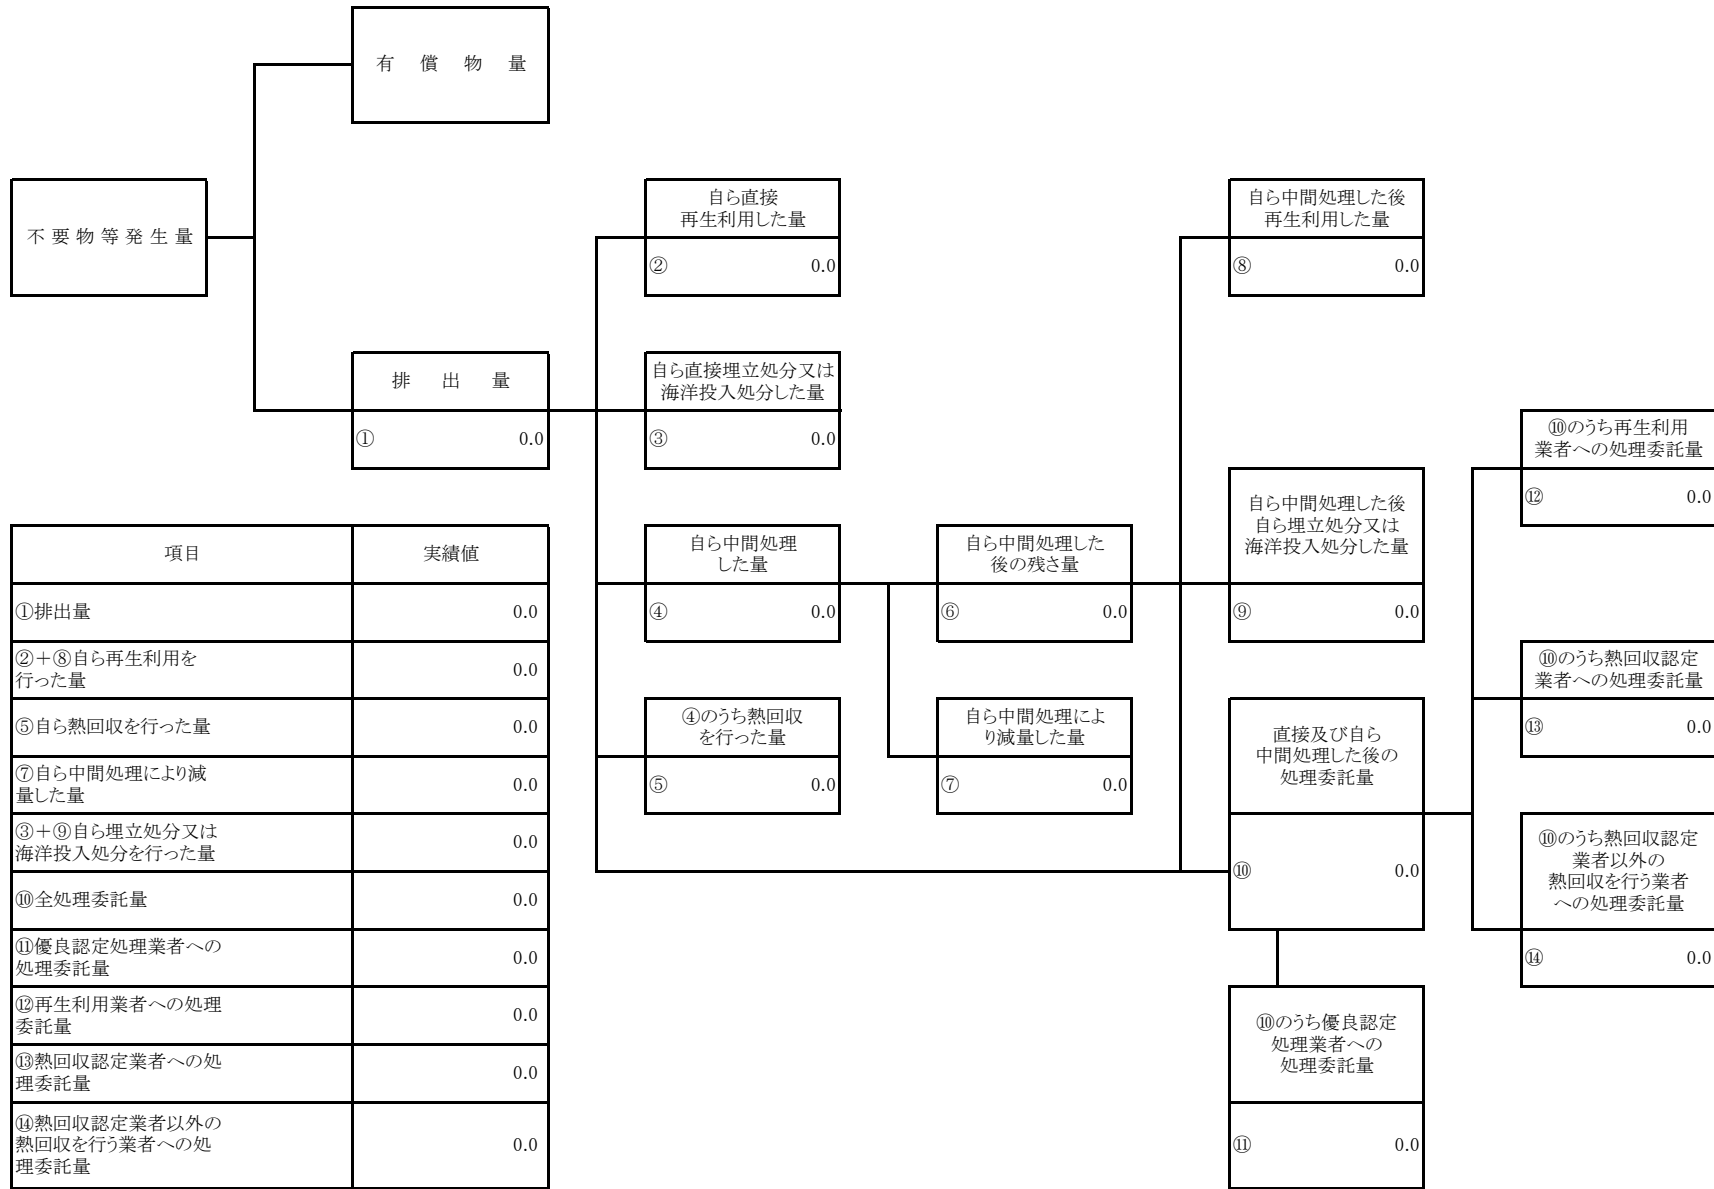 有償物量
不要物等発生量
排出量
① 0.0
自ら直接
再生利用した量
② 0.0
自ら直接埋立処分又は
海洋投入処分した量
③ 0.0
自ら中間処理
した量
④ 0.0
④のうち熱回収
を行った量
⑤ 0.0
自ら中間処理した
後の残さ量
⑥ 0.0
自ら中間処理によ
り減量した量
⑦ 0.0
自ら中間処理した後
再生利用した量
⑧ 0.0
自ら中間処理した後
自ら埋立処分又は
海洋投入処分した量
⑨ 0.0
直接及び自ら
中間処理した後の
処理委託量
⑩ 0.0
⑩のうち優良認定
処理業者への
処理委託量
⑪ 0.0
⑩のうち再生利用
業者への処理委託量
⑫ 0.0
⑩のうち熱回収認定
業者への処理委託量
⑬ 0.0
⑩のうち熱回収認定
業者以外の
熱回収を行う業者
への処理委託量
⑭ 0.0
項目 実績値
①排出量 0.0
②＋⑧自ら再生利用を
行った量 0.0
⑤自ら熱回収を行った量 0.0
⑦自ら中間処理により減
量した量 0.0
③＋⑨自ら埋立処分又は
海洋投入処分を行った量 0.0
⑩全処理委託量 0.0
⑪優良認定処理業者への
処理委託量 0.0
⑫再生利用業者への処理
委託量 0.0
⑬熱回収認定業者への処
理委託量 0.0
⑭熱回収認定業者以外の
熱回収を行う業者への処
理委託量 0.0